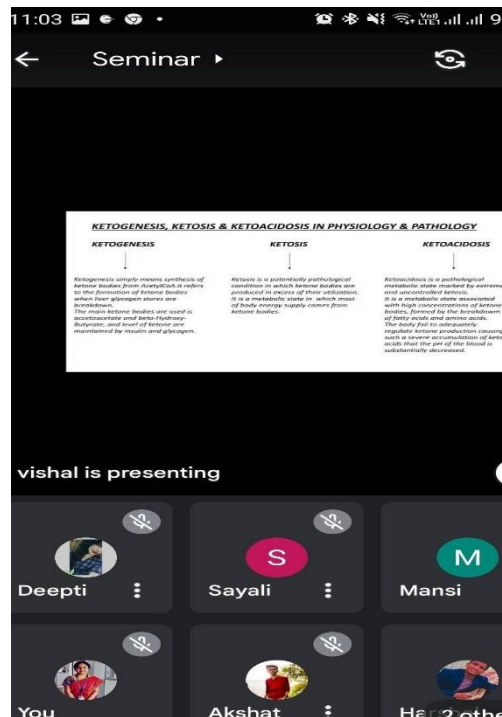 11:03
VoD
LTE1
9
Seminar
KETOGENESIS, KETOSIS & KETOACIDOSIS IN PHYSIOLOGY & PATHOLOGY
KETOGENESIS
Ketogenesis simply means synthesis of
ketone bodies from AcetylCoA.it refers
to the formation of ketone bodies
when liver glycogen stores are
breakdown.
The main ketone bodies are used is
accetoacetate and beta-Hydroxy-
Butyrate, and level of ketone are
maintained by insulin and glycogen.
KETOSIS
Ketosis is a potentially pathological
condition in which ketone bodies are
produced in excess of their utilization.
It is a metabolic state in which most
of body energy supply comes from
ketone bodies.
KETOACIDOSIS
Ketoacidosis is a pathological
metabolic state marked by extreme
and uncontrolled ketosis.
It is a metabolic state associated
with high concentrations of ketone
bodies, formed by the breakdown
of fatty acids and amino acids.
The body fail to adequately
regulate ketone production causing
such a severe accumulation of keto
acids that the pH of the blood is
substantially decreased.
vishal is presenting
Deepti
S
Sayali
M
Mansi
You
Akshat